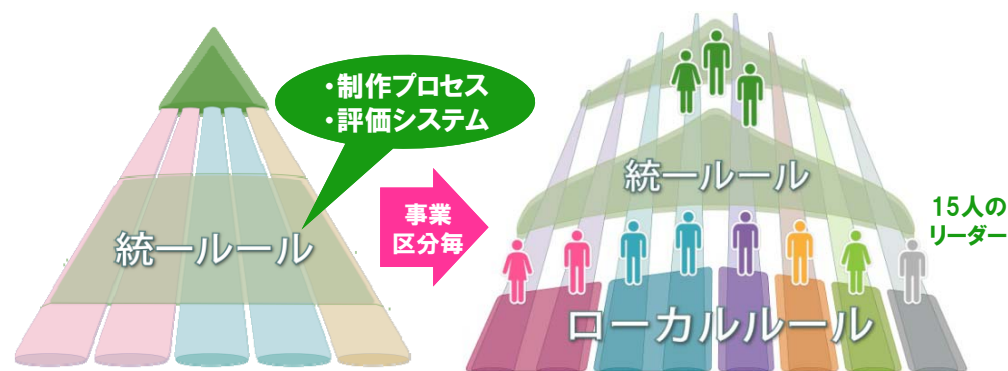 ・制作プロセス
・評価システム
統一ルール
事業
区分毎
統一ルール
15人の
リーダー
ローカルルール